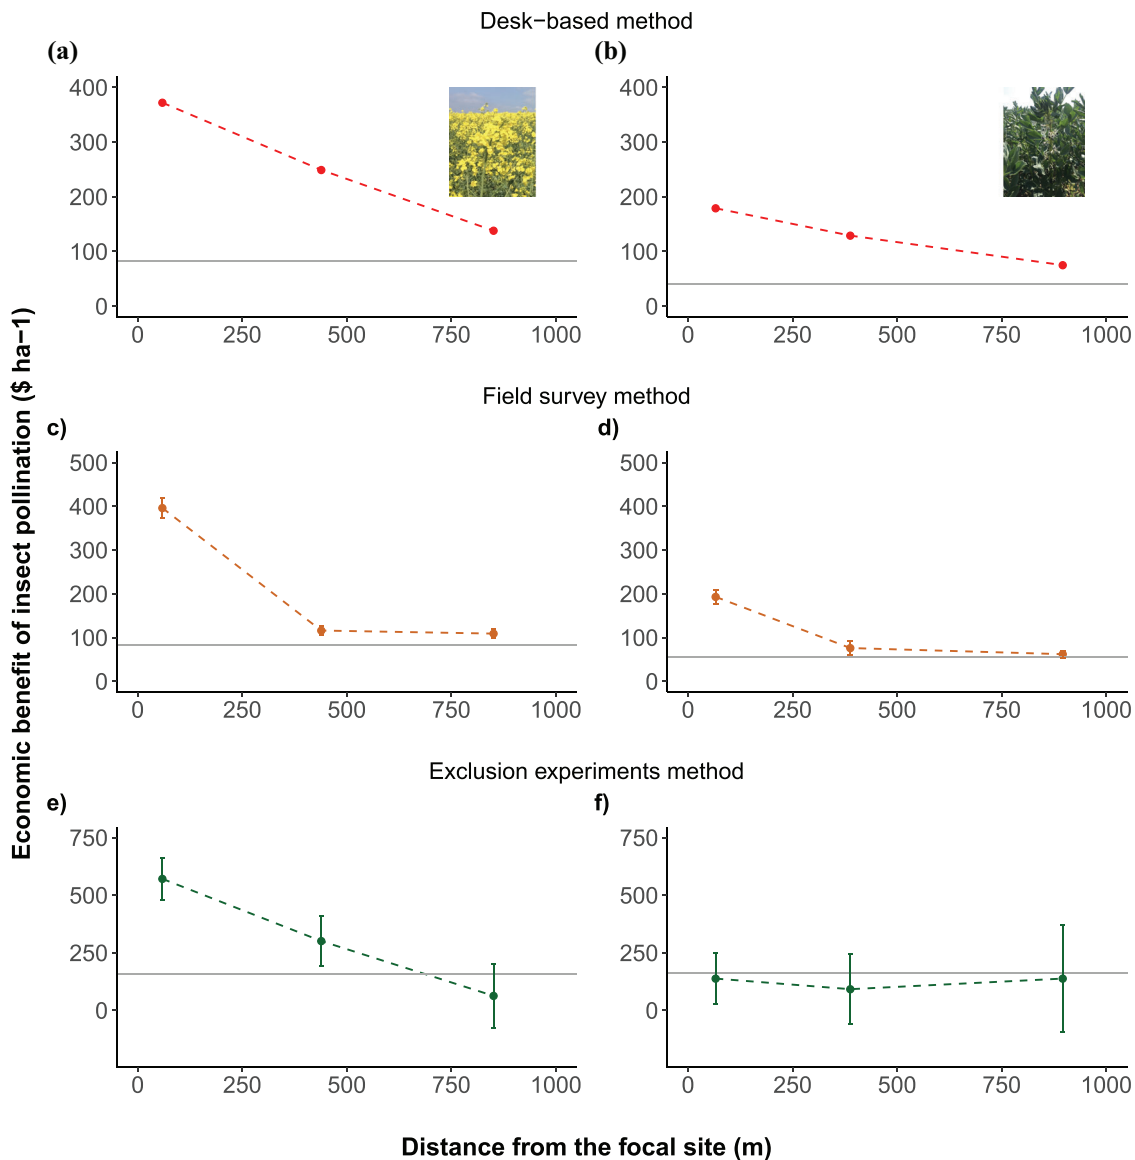 Desk−based method
(a)
(b)
400
300
200
100
0
0 250 500 750 1000
400
300
200
100
0
0 250 500 750 1000
Field survey method
c)
d)
500
400
300
200
100
0
0 250 500 750 1000
500
400
300
200
100
0
0 250 500 750 1000
Exclusion experiments method
e)
f)
750
500
250
0
0 250 500 750 1000
750
500
250
0
0 250 500 750 1000
Economic benefit of insect pollination ($ ha−1)
Distance from the focal site (m)